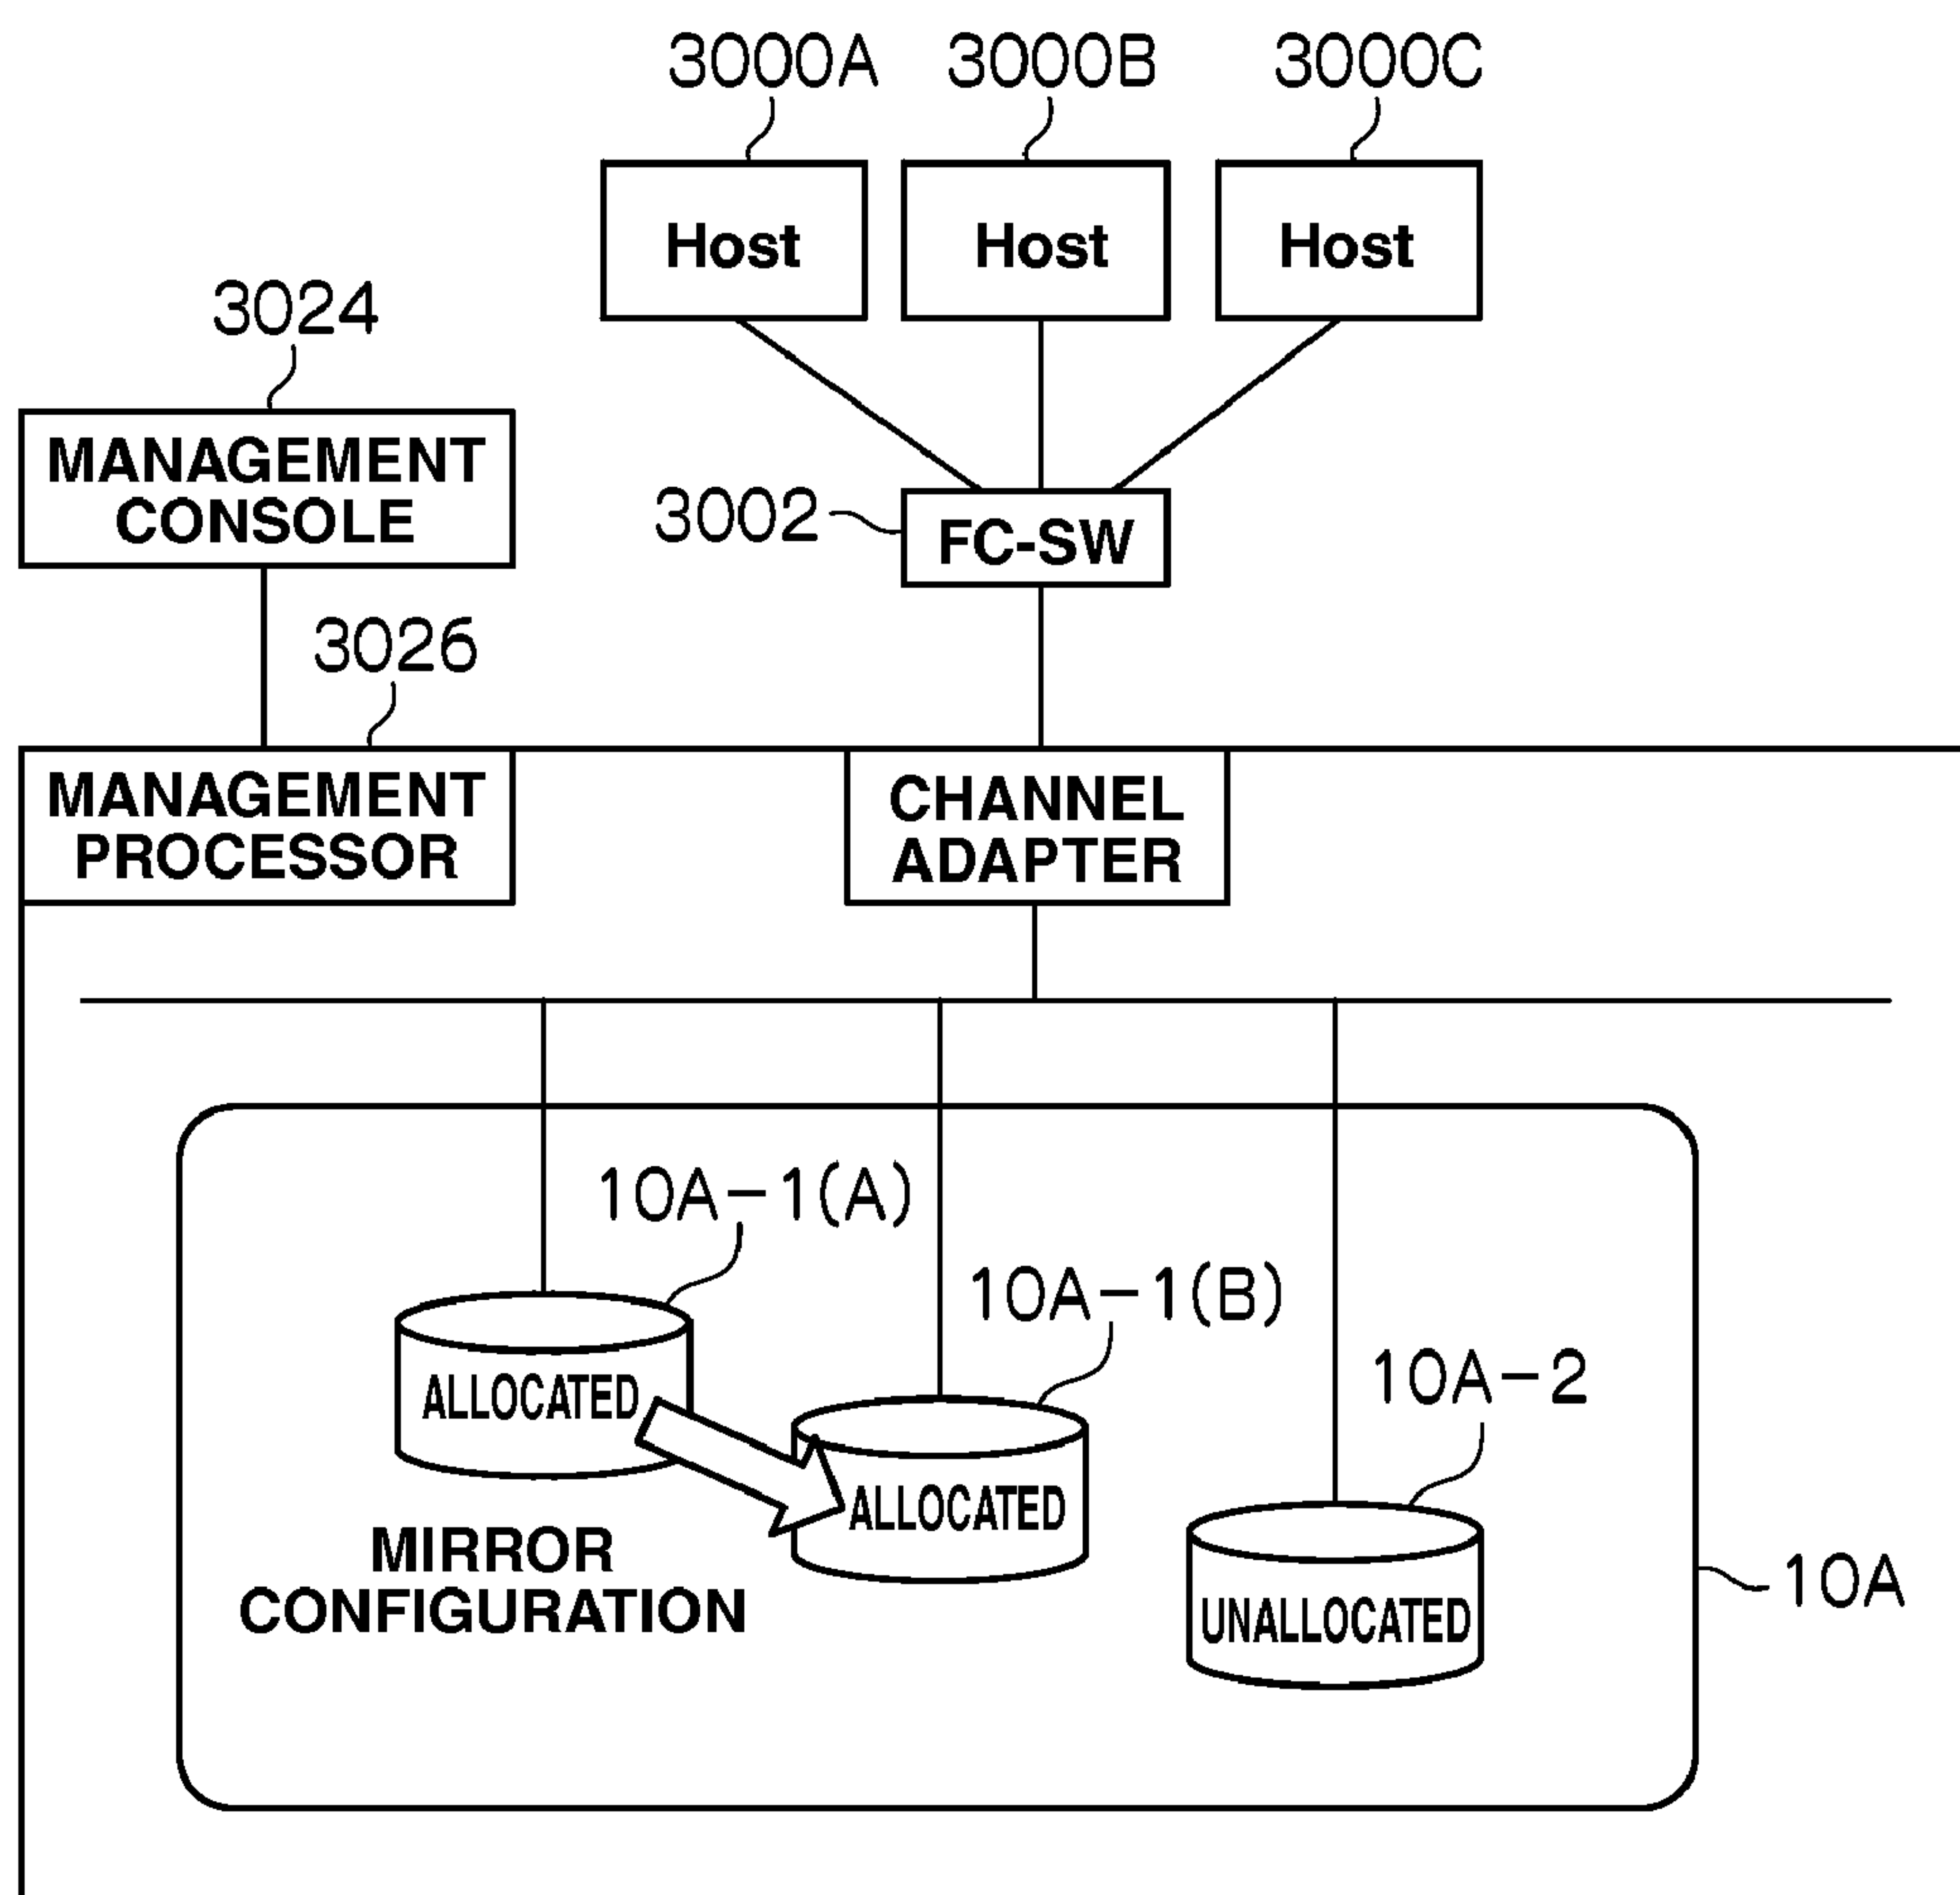 3000A 3000B 3000C
Host Host Host
3024
MANAGEMENT
CONSOLE
3002 FC-SW
3026
MANAGEMENT
PROCESSOR
CHANNEL
ADAPTER
10A-1(A)
10A-1(B)
10A-2
ALLOCATED
ALLOCATED
UNALLOCATED
MIRROR
CONFIGURATION
10A